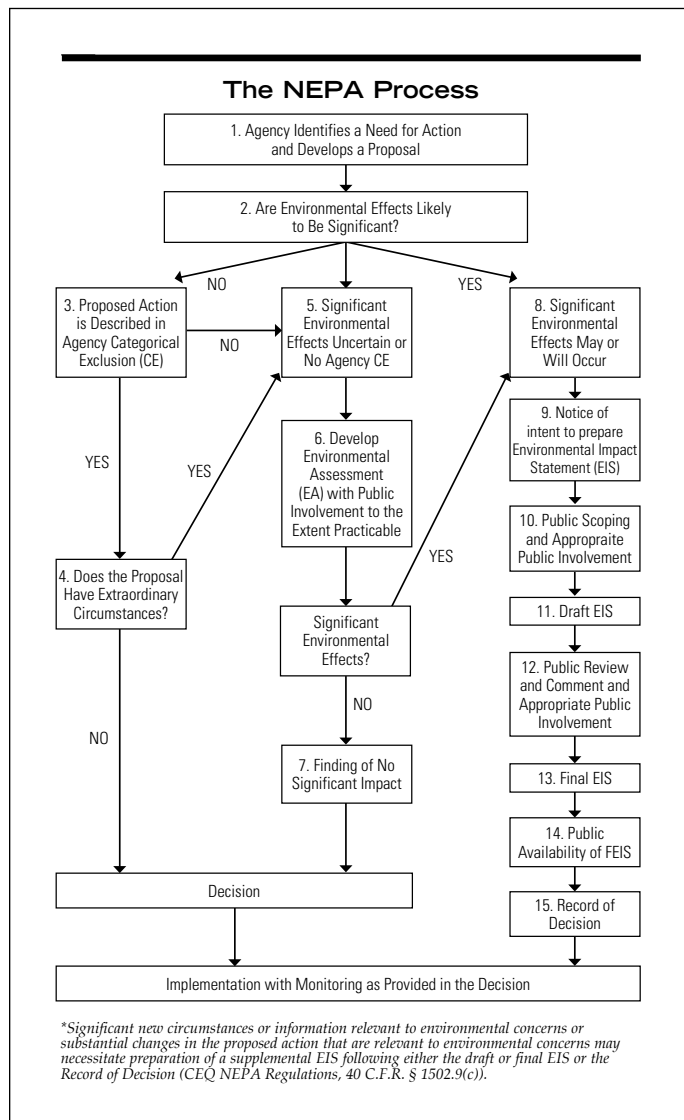 The NEPA Process
1. Agency Identifies a Need for Action
and Develops a Proposal
2. Are Environmental Effects Likely
to Be Significant?
NO
YES
3. Proposed Action
is Described in
Agency Categorical
Exclusion (CE)
NO
5. Significant
Environmental
Effects Uncertain or
No Agency CE
8. Significant
Environmental
Effects May or
Will Occur
YES
YES
6. Develop
Environmental
Assessment
(EA) with Public
Involvement to the
Extent Practicable
YES
9. Notice of
intent to prepare
Environmental Impact
Statement (EIS)
10. Public Scoping
and Appropraite
Public Involvement
4. Does the Proposal
Have Extraordinary
Circumstances?
Significant
Environmental
Effects?
11. Draft EIS
12. Public Review
and Comment and
Appropriate Public
Involvement
NO
NO
7. Finding of No
Significant Impact
13. Final EIS
14. Public
Availability of FEIS
Decision
15. Record of
Decision
Implementation with Monitoring as Provided in the Decision
*Significant new circumstances or information relevant to environmental concerns or
substantial changes in the proposed action that are relevant to environmental concerns may
necessitate preparation of a supplemental EIS following either the draft or final EIS or the
Record of Decision (CEQ NEPA Regulations, 40 C.F.R. § 1502.9(c)).